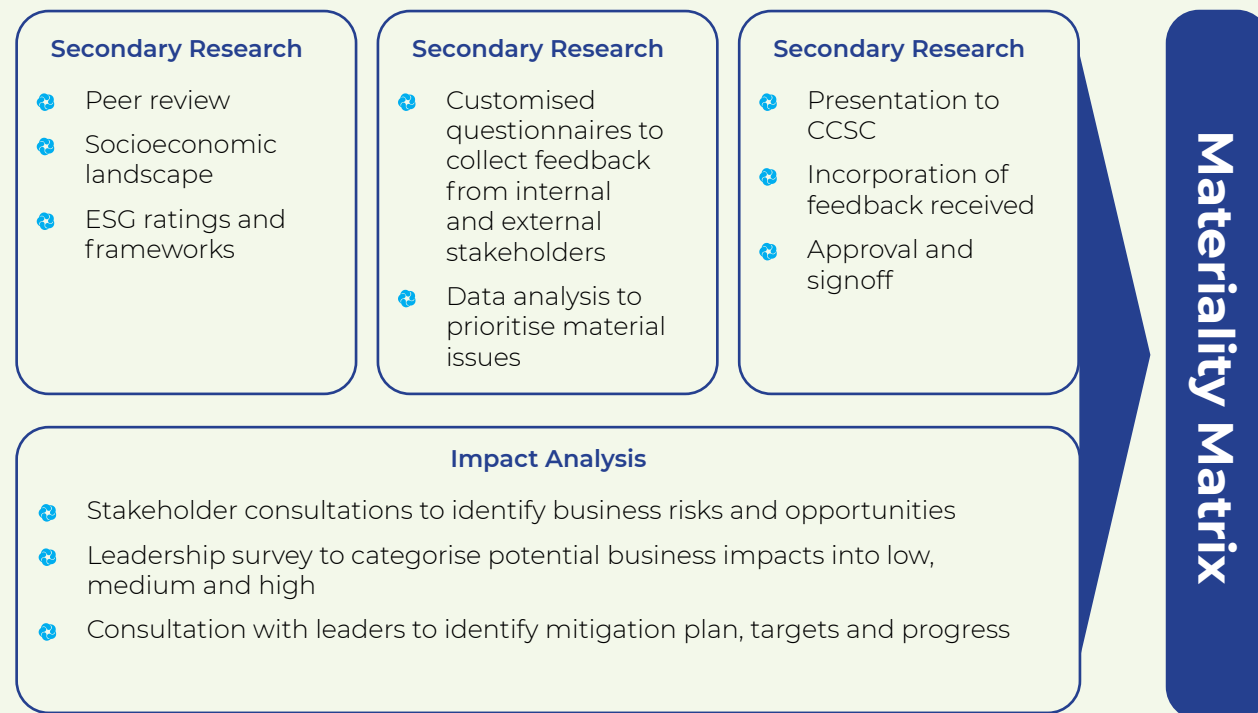 Secondary Research
Peer review
Socioeconomic
landscape
ESG ratings and
frameworks
Secondary Research
Customised
questionnaires to
collect feedback
from internal
and external
stakeholders
Data analysis to
prioritise material
issues
Secondary Research
Presentation to
CCSC
Incorporation of
feedback received
Approval and
signoff
Impact Analysis
Stakeholder consultations to identify business risks and opportunities
Leadership survey to categorise potential business impacts into low,
medium and high
Consultation with leaders to identify mitigation plan, targets and progress
Materiality Matrix